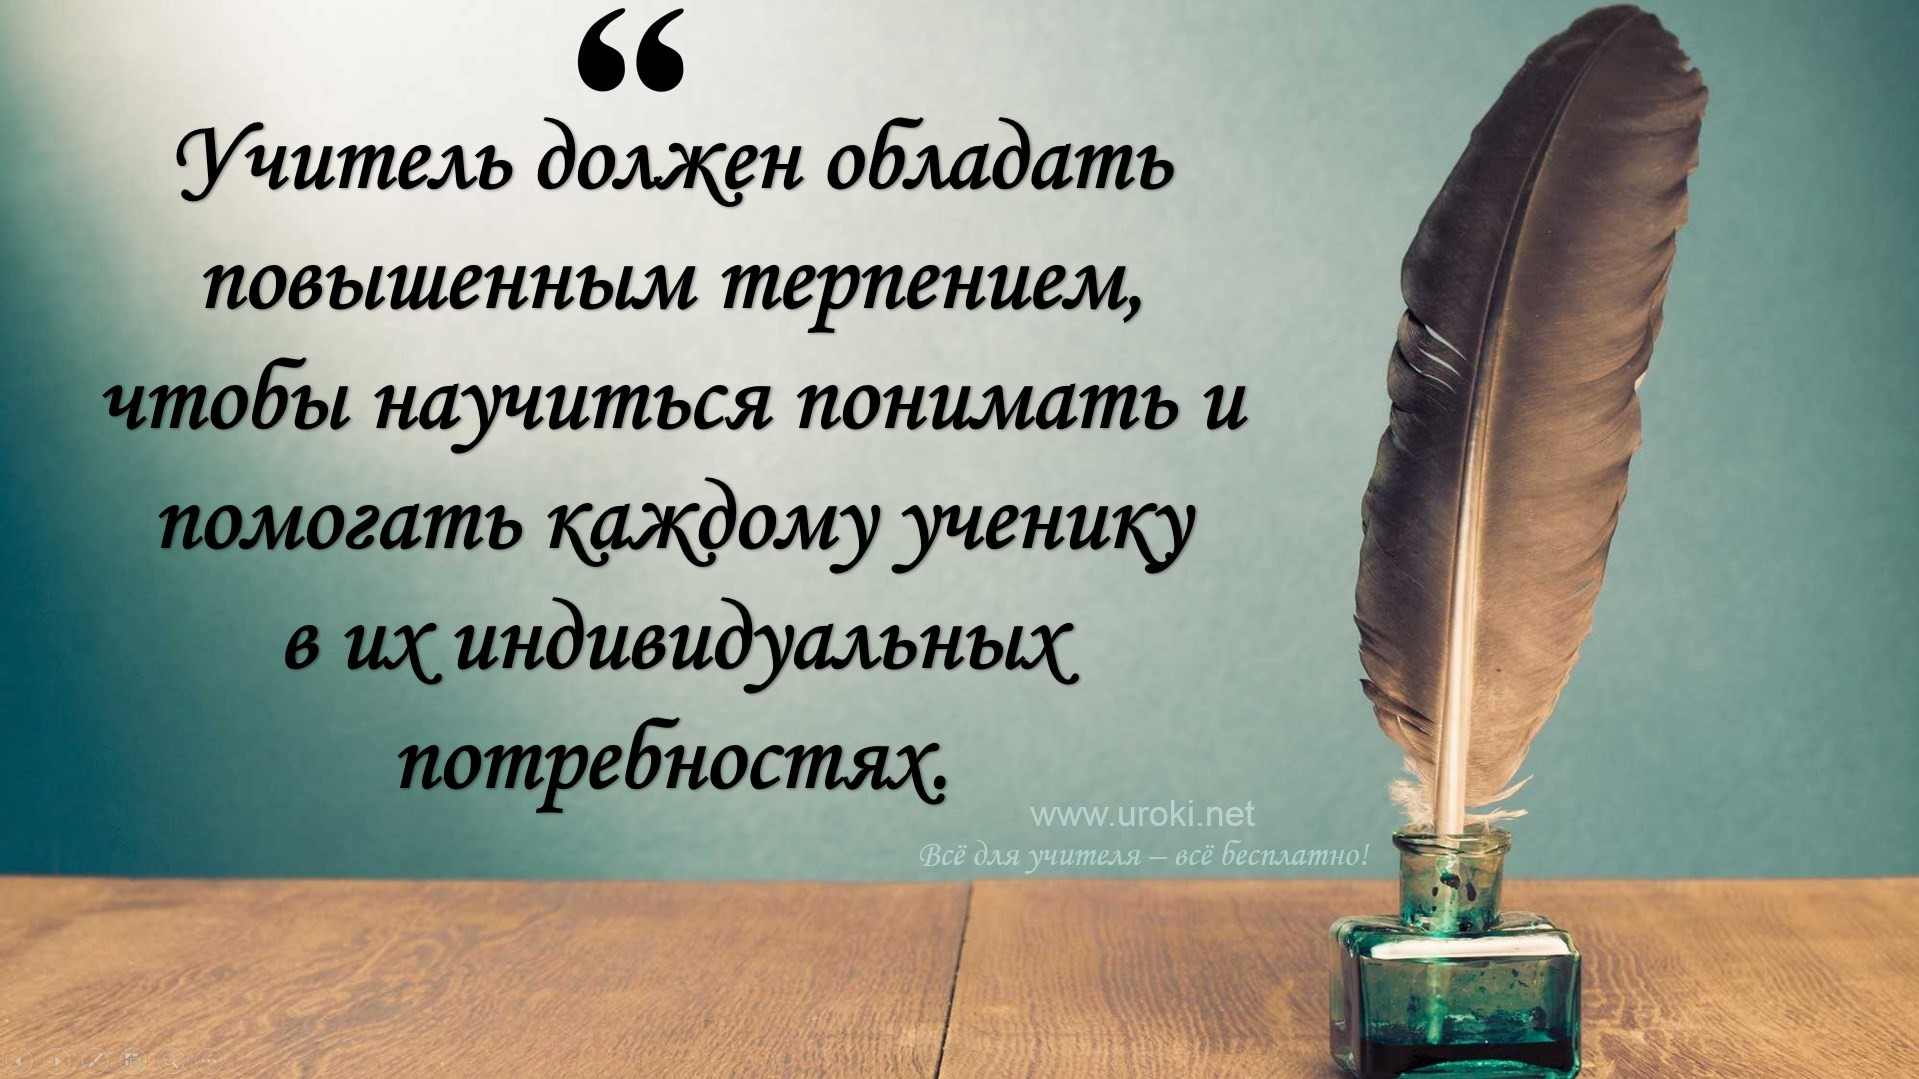 “
Учитель должен обладать
повышенным терпением,
чтобы научиться понимать и
помогать каждому ученику
в их индивидуальных
потребностях.
www.uroki.net
Всё для учителя – всё бесплатно!